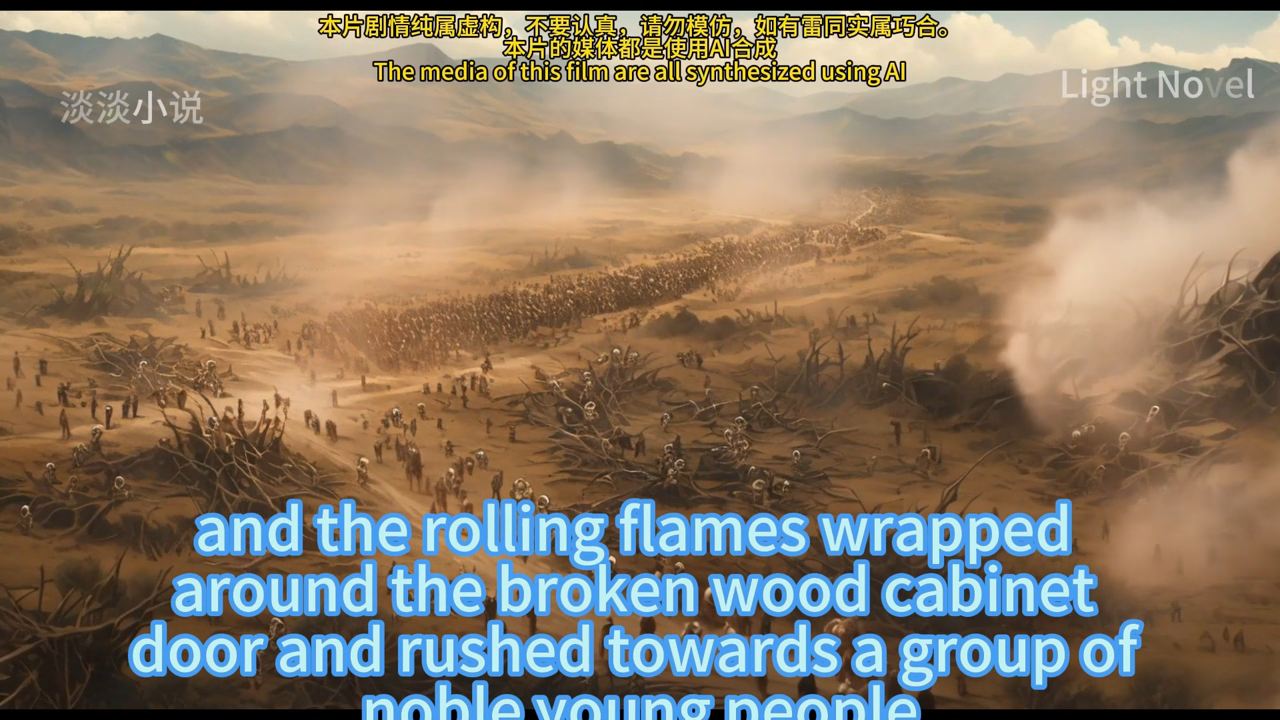 本片剧情纯属虚构，不要认真，请勿模仿，如有雷同实属巧合。
本片的媒体都是使用AI合成
The media of this film are all synthesized using AI
淡淡小说
Light Novel
and the rolling flames wrapped
around the broken wood cabinet
door and rushed towards a group of
noble young people